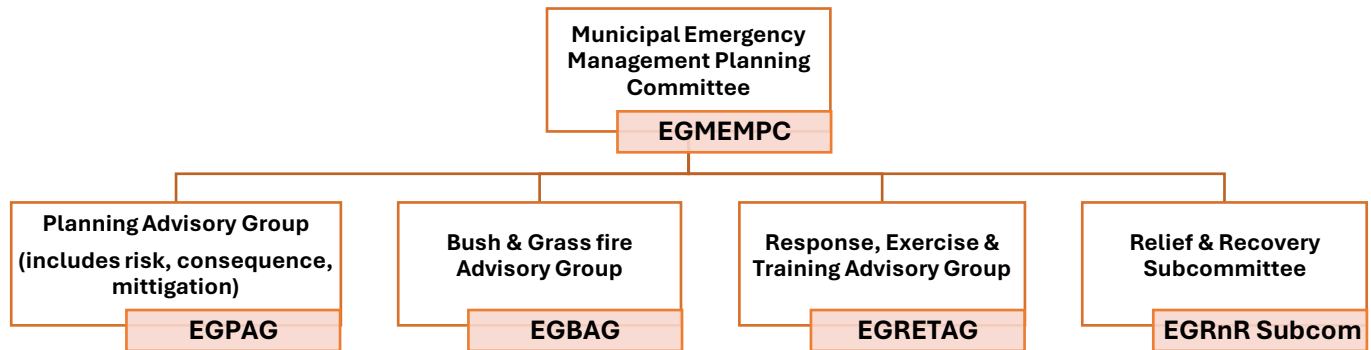 Municipal Emergency
Management Planning
Committee
EGMEMPC
Planning Advisory Group
(includes risk, consequence,
mittigation)
EGPAG
Bush & Grass fire
Advisory Group
EGBAG
Response, Exercise &
Training Advisory Group
EGRETAG
Relief & Recovery
Subcommittee
EGRnR Subcom